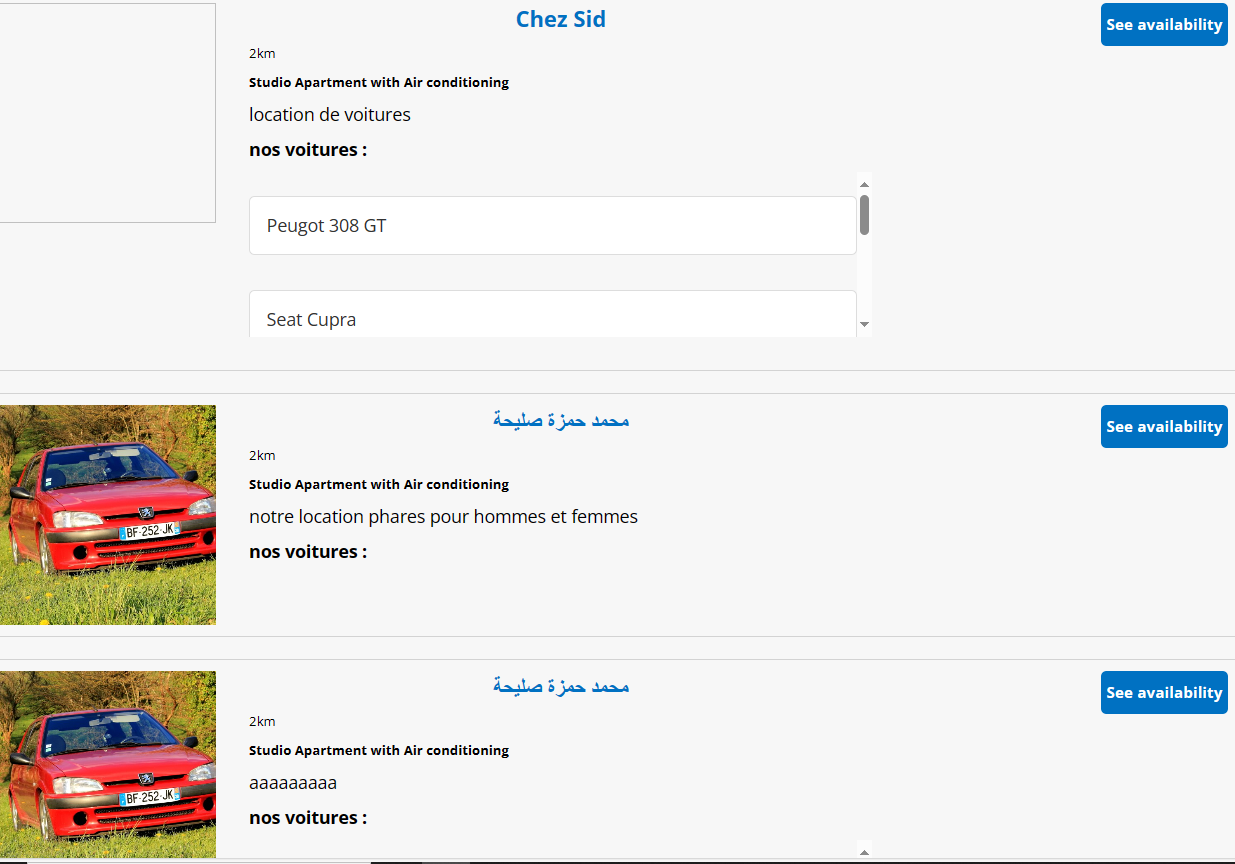 Chez Sid
See availability
2km
Studio Apartment with Air conditioning
location de voitures
nos voitures :
Peugot 308 GT
Seat Cupra
محمد حمزة صليحة
See availability
2km
Studio Apartment with Air conditioning
notre location phares pour hommes et femmes
nos voitures :
BF-252-JK
محمد حمزة صليحة
See availability
2km
Studio Apartment with Air conditioning
aaaaaaaaa
nos voitures :
BF-252-JK